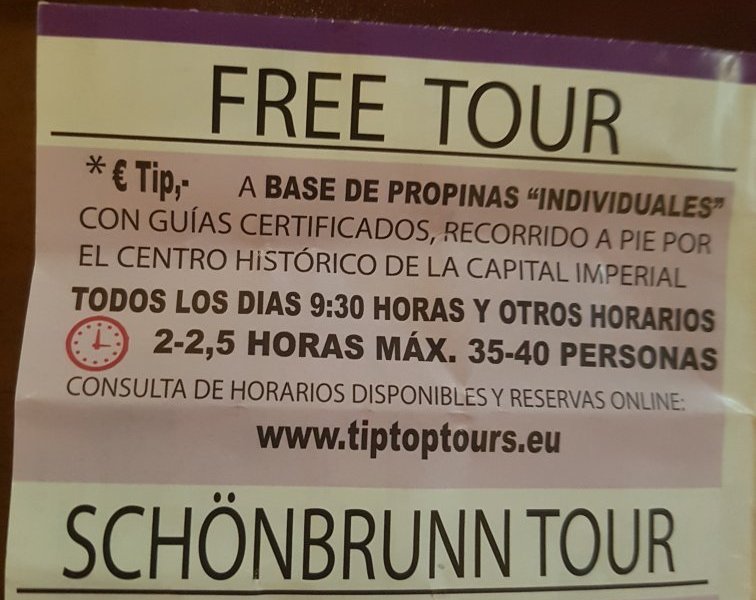 FREE TOUR
* € Tip,- A BASE DE PROPINAS “INDIVIDUALES”
CON GUÍAS CERTIFICADOS, RECORRIDO A PIE POR
EL CENTRO HISTÓRICO DE LA CAPITAL IMPERIAL
TODOS LOS DIAS 9:30 HORAS Y OTROS HORARIOS
2-2,5 HORAS MÁX. 35-40 PERSONAS
CONSULTA DE HORARIOS DISPONIBLES Y RESERVAS ONLINE:
www.tiptoptours.eu
SCHÖNBRUNN TOUR